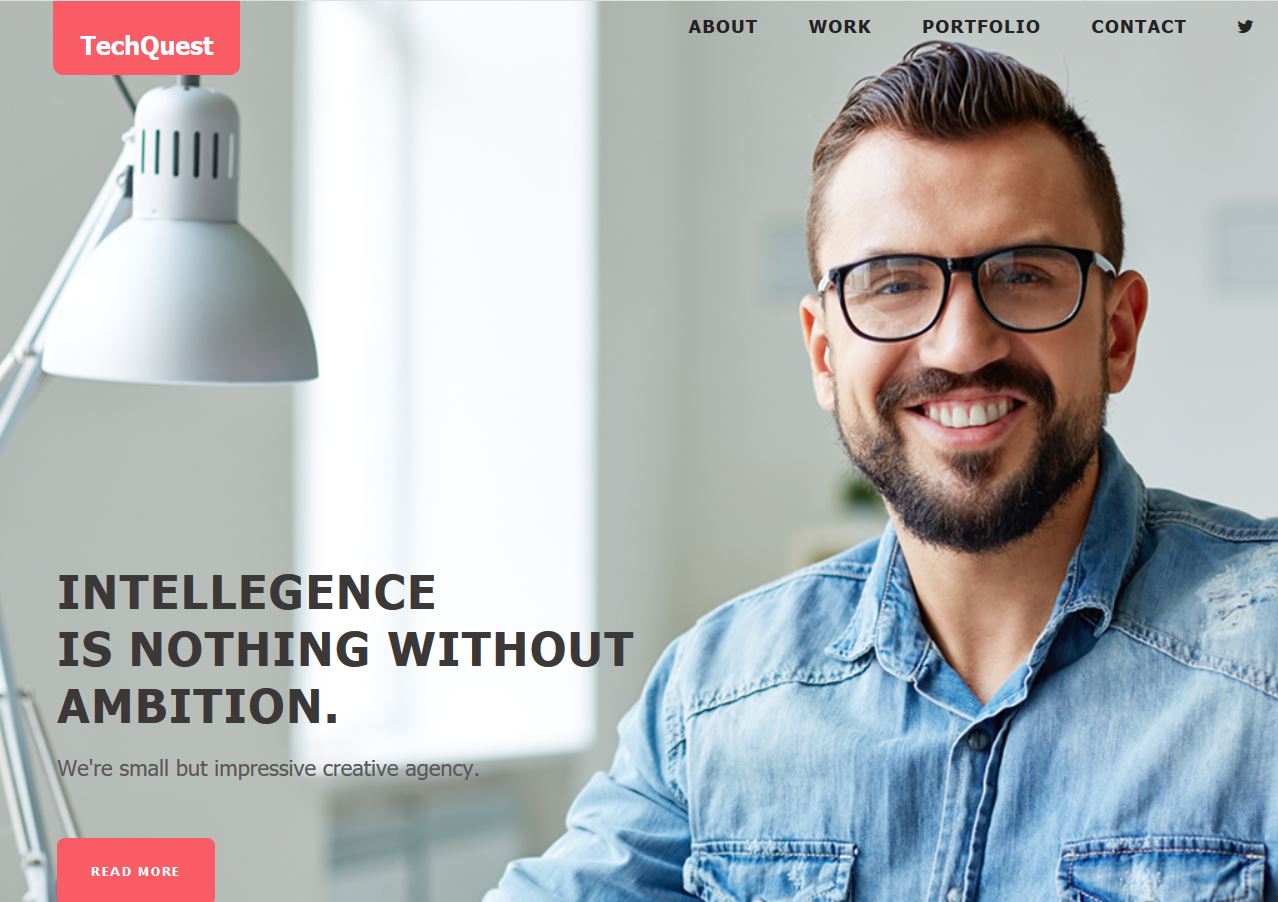 TechQuest
ABOUT WORK PORTFOLIO CONTACT
INTELLEGENCE
IS NOTHING WITHOUT
AMBITION.
We're small but impressive creative agency.
READ MORE